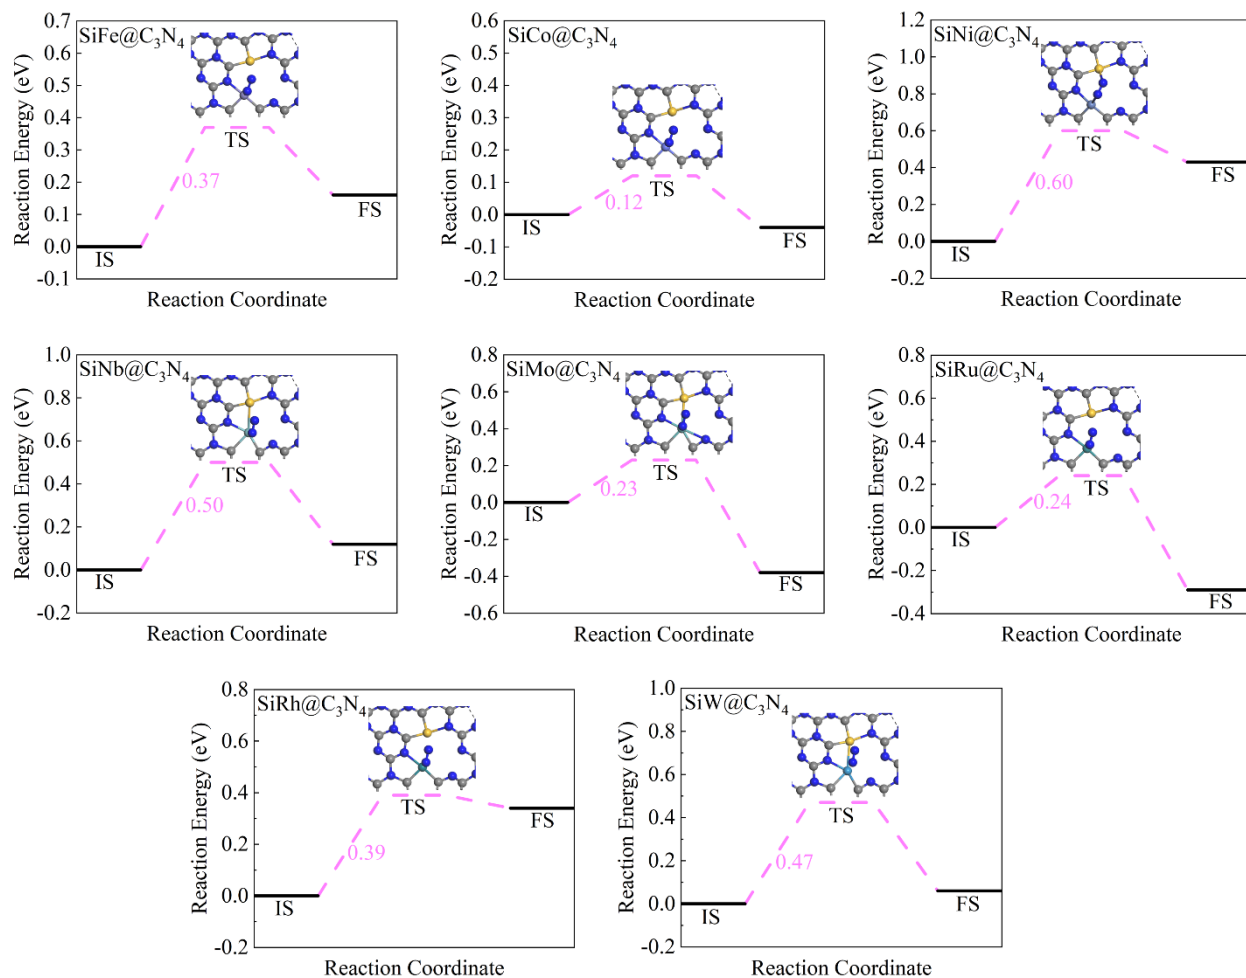 SiFe@C₃N₄
Reaction Energy (eV)
0.7
0.6
0.5
0.4
0.3
0.2
0.1
0.0
-0.1
TS
0.37
IS
FS
Reaction Coordinate
SiCo@C₃N₄
Reaction Energy (eV)
0.6
0.5
0.4
0.3
0.2
0.1
0.0
-0.1
-0.2
TS
0.12
IS
FS
Reaction Coordinate
SiNi@C₃N₄
Reaction Energy (eV)
1.2
1.0
0.8
0.6
0.4
0.2
0.0
-0.2
TS
0.60
IS
FS
Reaction Coordinate
SiNb@C₃N₄
Reaction Energy (eV)
1.0
0.8
0.6
0.4
0.2
0.0
-0.2
TS
0.50
IS
FS
Reaction Coordinate
SiMo@C₃N₄
Reaction Energy (eV)
0.8
0.6
0.4
0.2
0.0
-0.2
-0.4
-0.6
TS
0.23
IS
FS
Reaction Coordinate
SiRu@C₃N₄
Reaction Energy (eV)
0.8
0.6
0.4
0.2
0.0
-0.2
-0.4
TS
0.24
IS
FS
Reaction Coordinate
SiRh@C₃N₄
Reaction Energy (eV)
0.8
0.6
0.4
0.2
0.0
-0.2
TS
0.39
IS
FS
Reaction Coordinate
SiW@C₃N₄
Reaction Energy (eV)
1.0
0.8
0.6
0.4
0.2
0.0
-0.2
TS
0.47
IS
FS
Reaction Coordinate